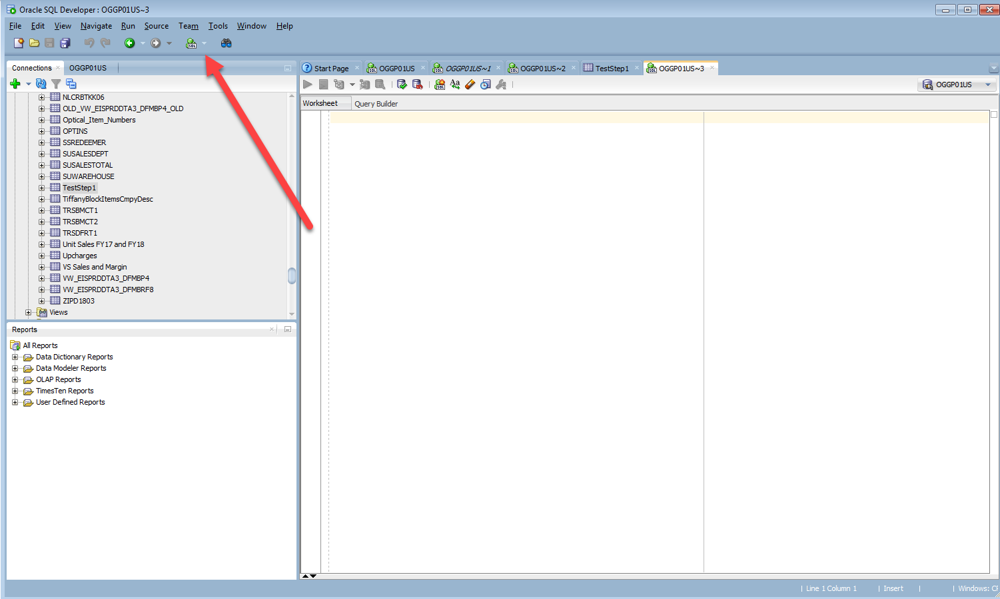 Oracle SQL Developer : OGGP01US~3
File Edit View Navigate Run Source Team Tools Window Help
SQL
Connections OGGP01US
Start Page OGGP01US OGGP01US~1 OGGP01US~2 TestStep1 OGGP01US~3
OGGP01US
Worksheet Query Builder
NLCRBTKK06
OLD_VW_EISPRDDTA3_DFMBP4_OLD
Optical_Item_Numbers
OPTINS
SSREDEEMER
SUSALESDEPT
SUSALESTOTAL
SUWAREHOUSE
TestStep1
TiffanyBlockItemsCmpyDesc
TRSBMCT1
TRSBMCT2
TRSDFRT1
Unit Sales FY17 and FY18
Upcharges
VS Sales and Margin
VW_EISPRDDTA3_DFMBP4
VW_EISPRDDTA3_DFMBRF8
ZIPD1803
Views
Reports
All Reports
Data Dictionary Reports
Data Modeler Reports
OLAP Reports
TimesTen Reports
User Defined Reports
Line 1 Column 1 Insert Windows: CF